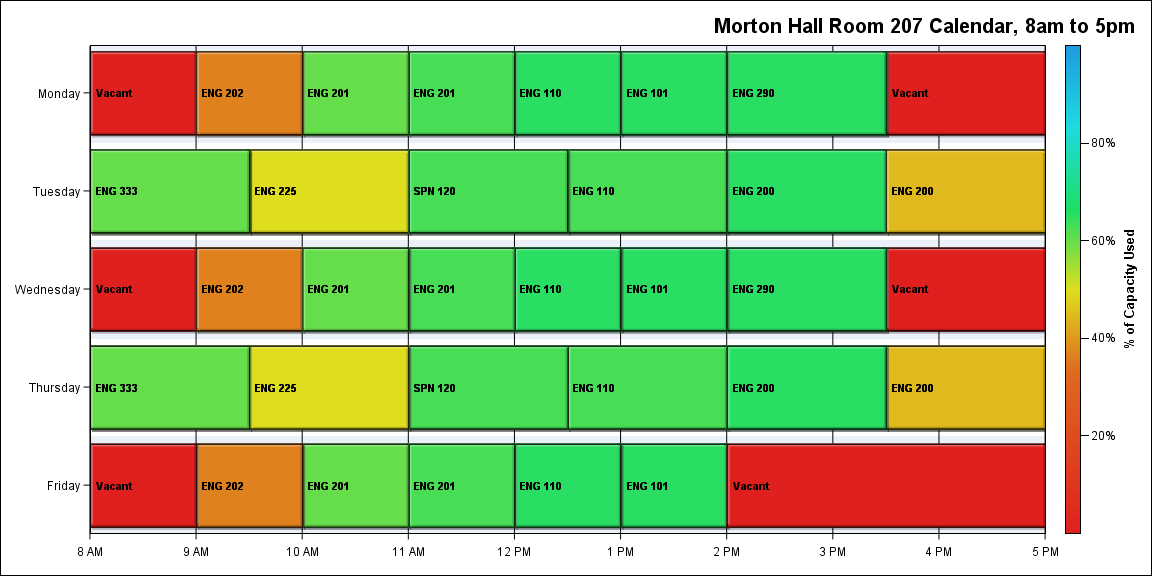 Morton Hall Room 207 Calendar, 8am to 5pm
Monday
Vacant
ENG 202
ENG 201
ENG 201
ENG 110
ENG 101
ENG 290
Vacant
Tuesday
ENG 333
ENG 225
SPN 120
ENG 110
ENG 200
ENG 200
Wednesday
Vacant
ENG 202
ENG 201
ENG 201
ENG 110
ENG 101
ENG 290
Vacant
Thursday
ENG 333
ENG 225
SPN 120
ENG 110
ENG 200
ENG 200
Friday
Vacant
ENG 202
ENG 201
ENG 201
ENG 110
ENG 101
Vacant
8 AM
9 AM
10 AM
11 AM
12 PM
1 PM
2 PM
3 PM
4 PM
5 PM
80%
60%
40%
20%
% of Capacity Used